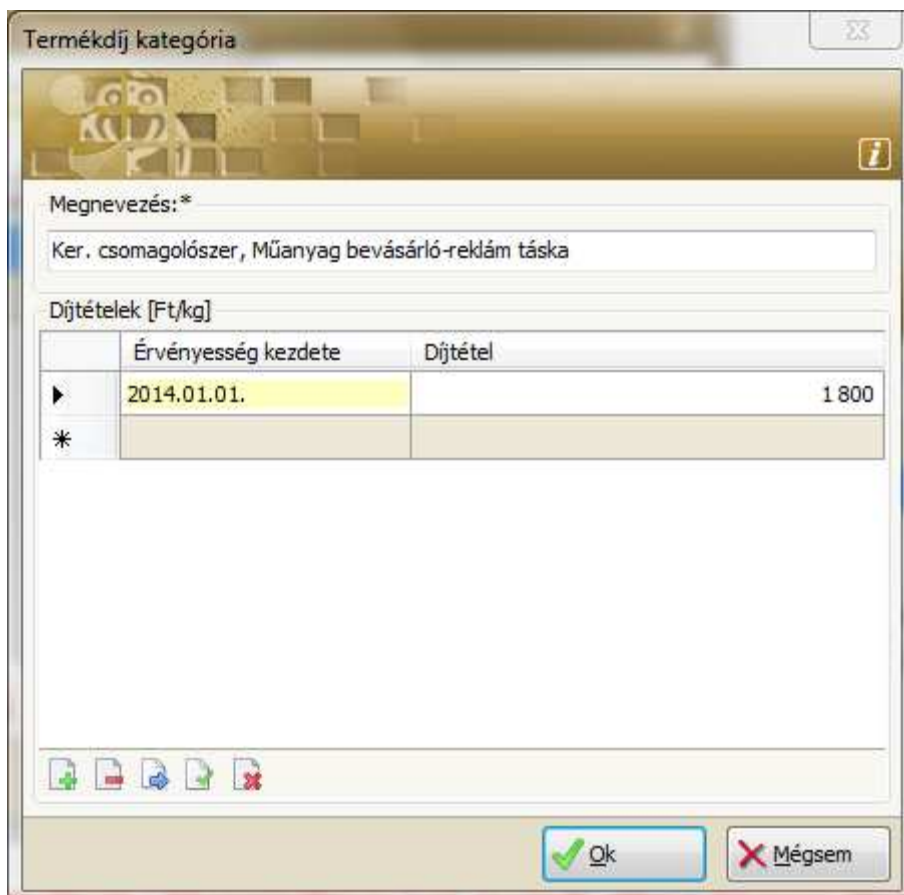 Termékdíj kategória
Megnevezés:*
Ker. csomagolószer, Műanyag bevásárló-reklám táska
Díjtételek [Ft/kg]
Érvényesség kezdete Díjtétel
2014.01.01. 1 800
Ok Mégsem